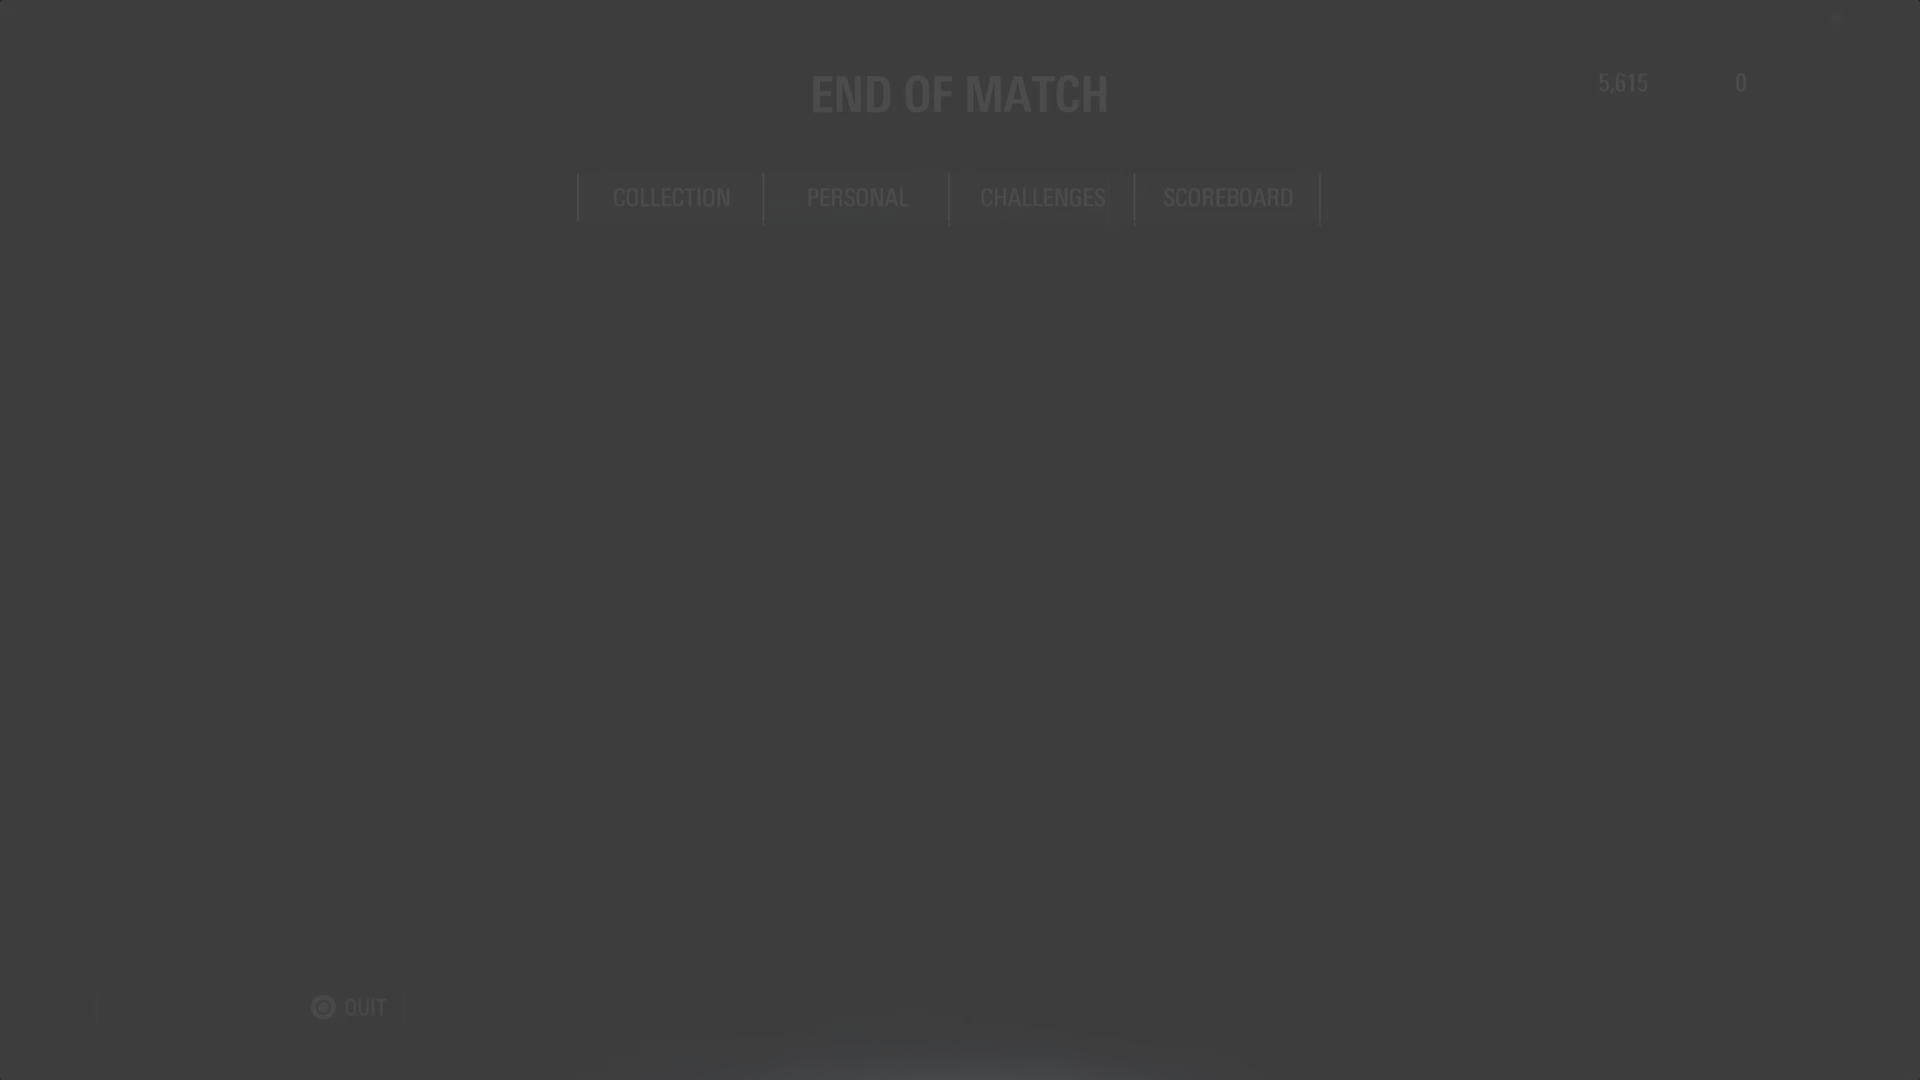 END OF MATCH
5,615 0
COLLECTION PERSONAL CHALLENGES SCOREBOARD
QUIT